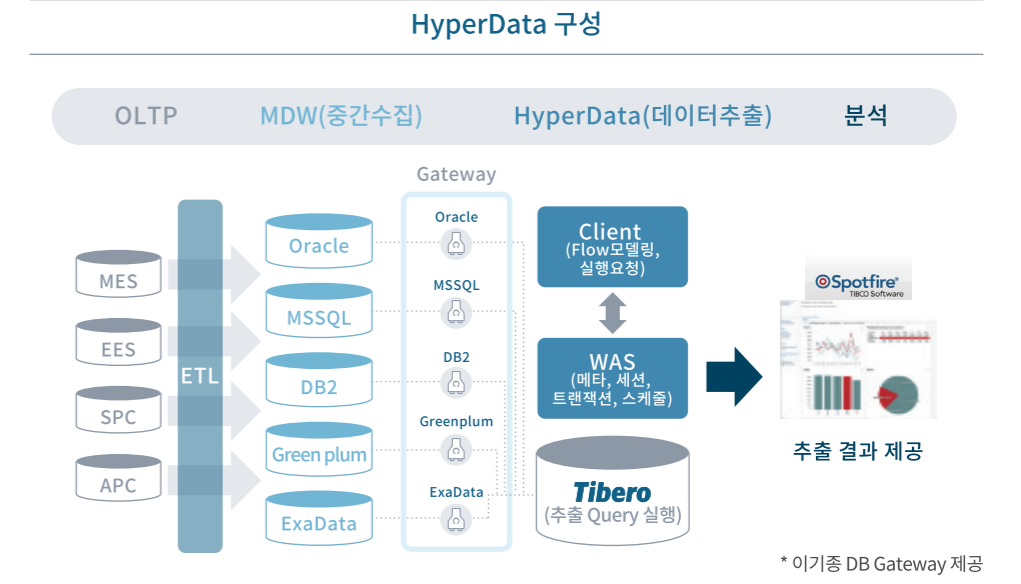 HyperData 구성
OLTP
MDW(중간수집)
HyperData(데이터추출)
분석
MES
EES
SPC
APC
ETL
Oracle
MSSQL
DB2
Green plum
ExaData
Gateway
Oracle
MSSQL
DB2
Greenplum
ExaData
Client
(Flow모델링,
실행요청)
WAS
(메타, 세션,
트랜잭션, 스케줄)
Tibero
(추출 Query 실행)
Spotfire®
TIBCO Software
추출 결과 제공
* 이기종 DB Gateway 제공